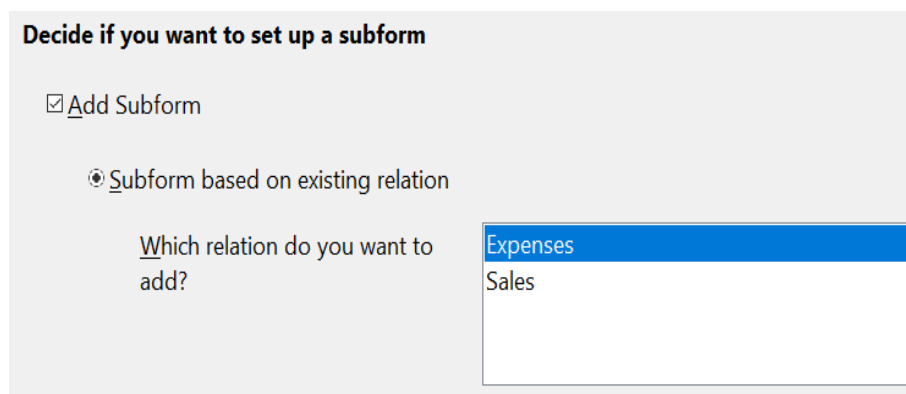 Decide if you want to set up a subform
Add Subform
Subform based on existing relation
Which relation do you want to
add?
Expenses
Sales